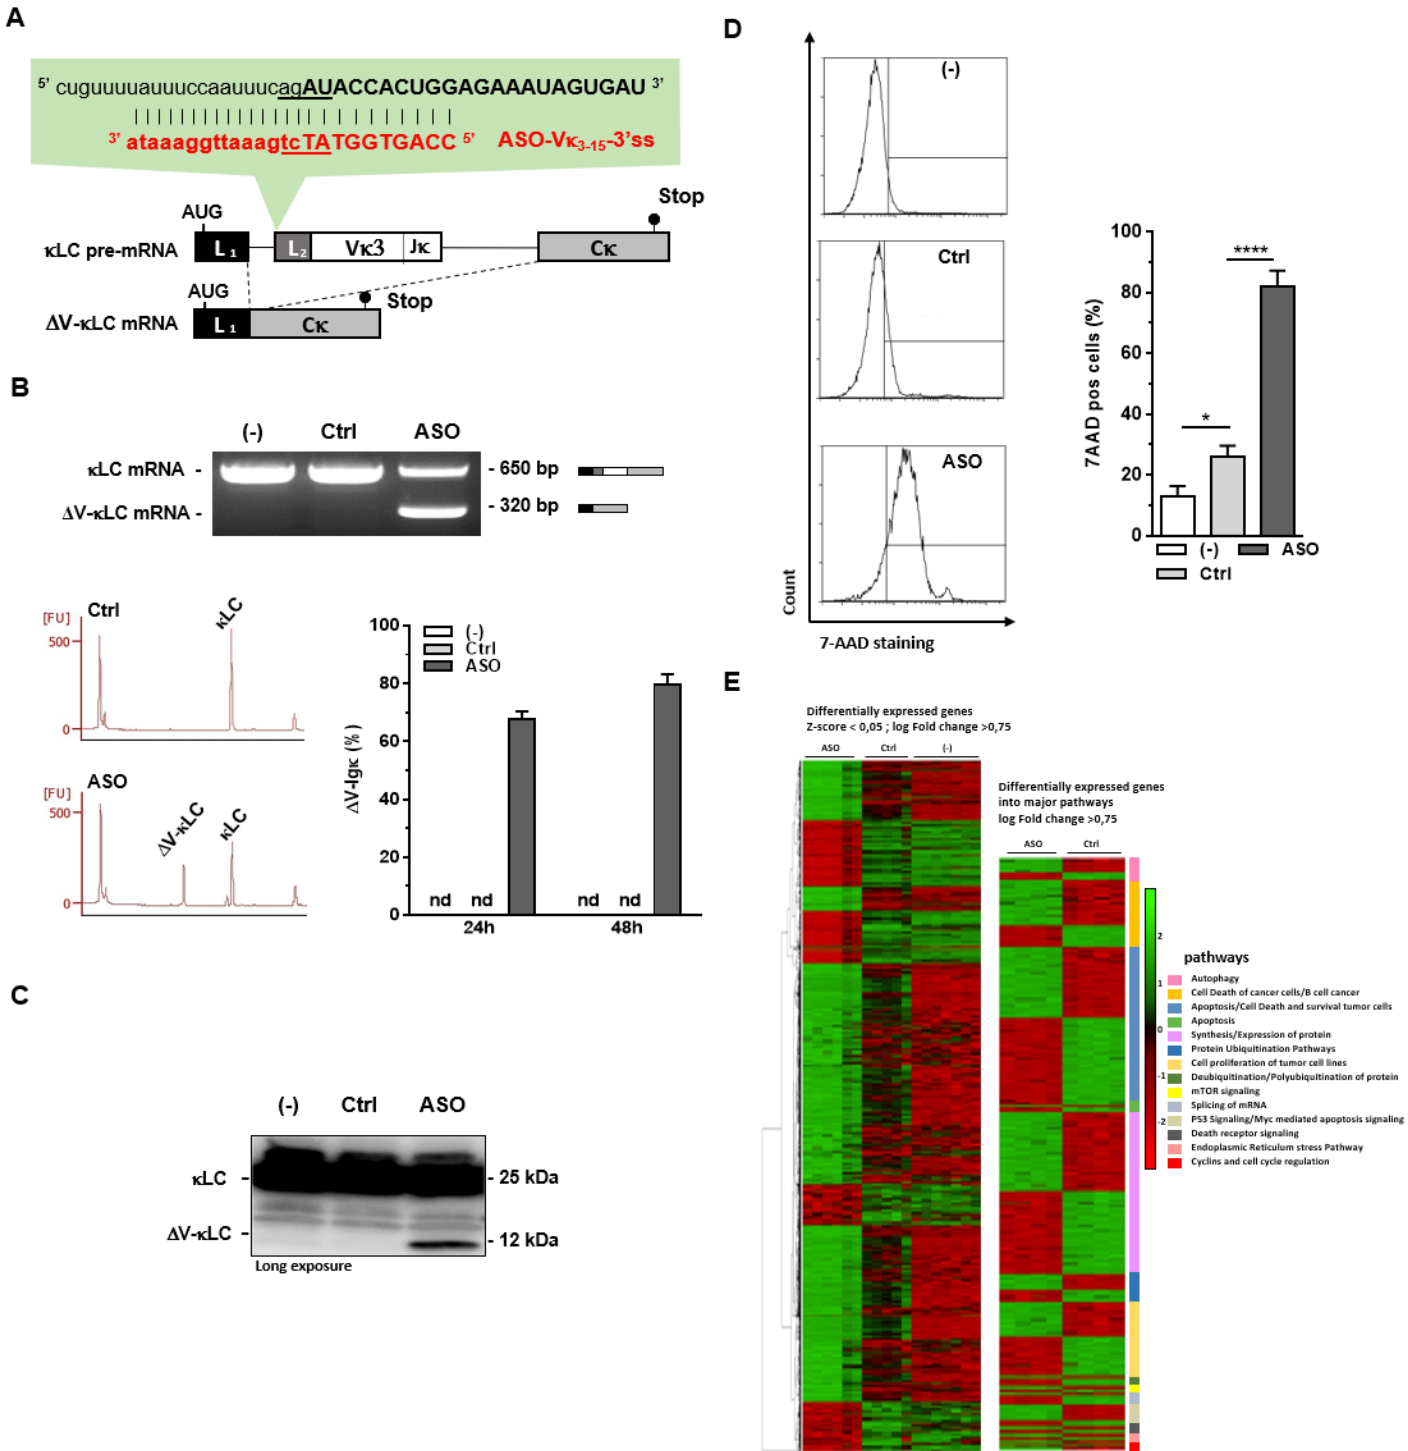 A
5' cuguuuuauuuccaauuucagAUACCACUGGAGAAAUAGUGAU 3'
3' ataaaggttaaagtcTATGGTGACC 5' ASO-Vκ3-15-3'ss
AUG
Stop
κLC pre-mRNA
L1
L2
Vκ3
Jκ
Cκ
AUG
Stop
ΔV-κLC mRNA
L1
Cκ
B
(-) Ctrl ASO
κLC mRNA -
- 650 bp
ΔV-κLC mRNA -
- 320 bp
Ctrl
[FU]
500
0
κLC
ASO
[FU]
500
0
ΔV-κLC
κLC
ΔV-Igκ (%)
100
80
60
40
20
0
(-)
Ctrl
ASO
nd nd
nd nd
24h
48h
C
(-) Ctrl ASO
κLC -
- 25 kDa
ΔV-κLC -
- 12 kDa
Long exposure
D
(-)
Ctrl
ASO
Count
7-AAD staining
7AAD pos cells (%)
100
80
60
40
20
0
*
****
(-)
ASO
Ctrl
E
Differentially expressed genes
Z-score < 0,05 ; log Fold change >0,75
ASO Ctrl (-)
Differentially expressed genes
into major pathways
log Fold change >0,75
ASO Ctrl
2
1
0
-1
-2
pathways
Autophagy
Cell Death of cancer cells/B cell cancer
Apoptosis/Cell Death and survival tumor cells
Apoptosis
Synthesis/Expression of protein
Protein Ubiquitination Pathways
Cell proliferation of tumor cell lines
Deubiquitination/Polyubiquitination of protein
mTOR signaling
Splicing of mRNA
P53 Signaling/Myc mediated apoptosis signaling
Death receptor signaling
Endoplasmic Reticulum stress Pathway
Cyclins and cell cycle regulation